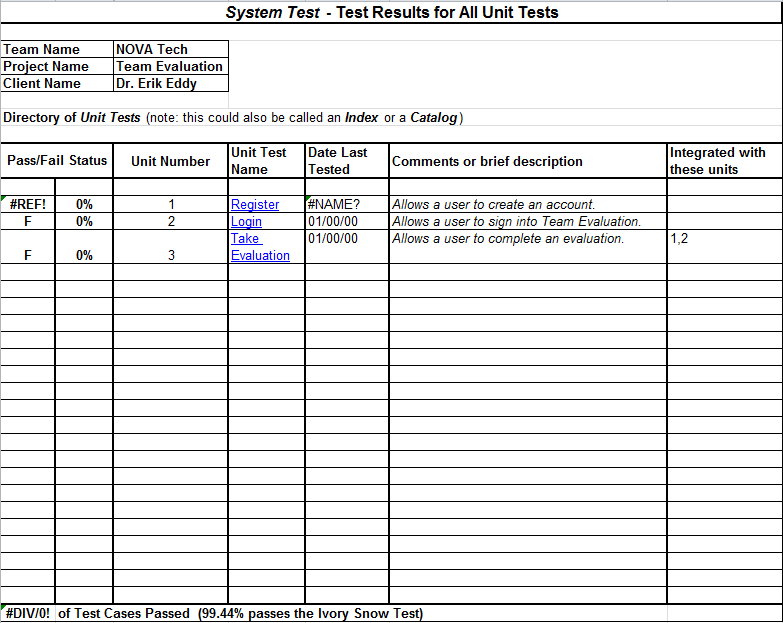 System Test - Test Results for All Unit Tests
Team Name NOVA Tech
Project Name Team Evaluation
Client Name Dr. Erik Eddy
Directory of Unit Tests (note: this could also be called an Index or a Catalog)
Pass/Fail Status Unit Number Unit Test Name Date Last Tested Comments or brief description Integrated with these units
#REF! 0% 1 Register #NAME? Allows a user to create an account.
F 0% 2 Login 01/00/00 Allows a user to sign into Team Evaluation.
F 0% 3 Take Evaluation 01/00/00 Allows a user to complete an evaluation. 1,2
#DIV/0! of Test Cases Passed (99.44% passes the Ivory Snow Test)